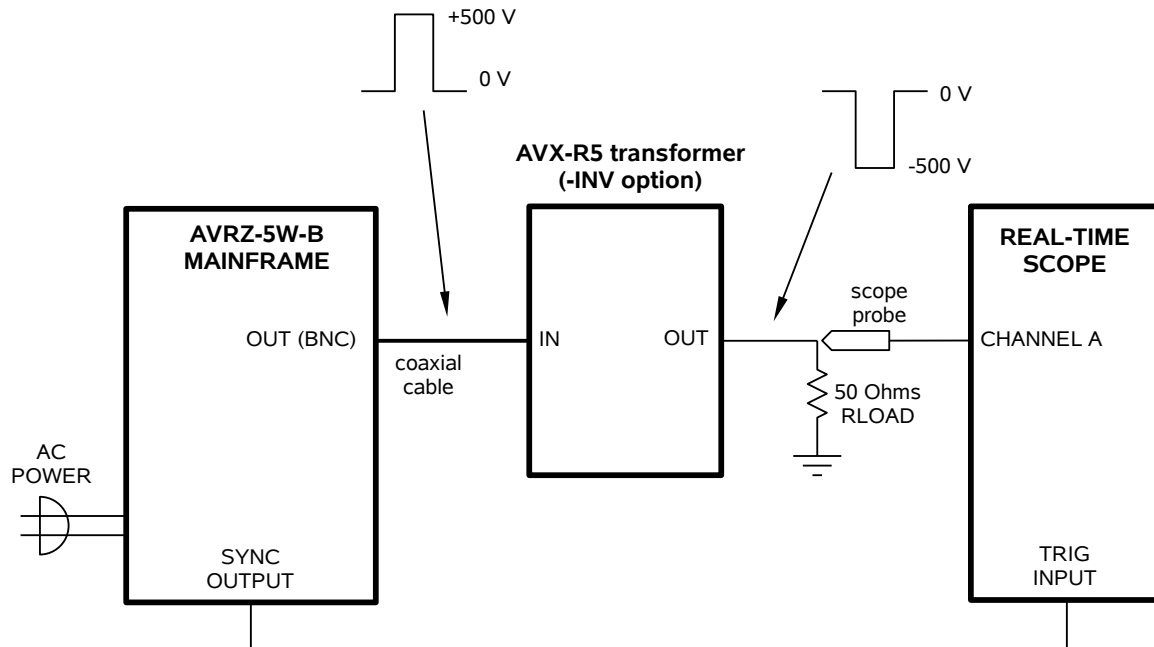 +500 V
0 V
0 V
-500 V
AVX-R5 transformer
(-INV option)
AVRZ-5W-B
MAINFRAME
REAL-TIME
SCOPE
scope
probe
OUT (BNC)
IN
OUT
CHANNEL A
coaxial
cable
50 Ohms
RLOAD
AC
POWER
SYNC
OUTPUT
TRIG
INPUT